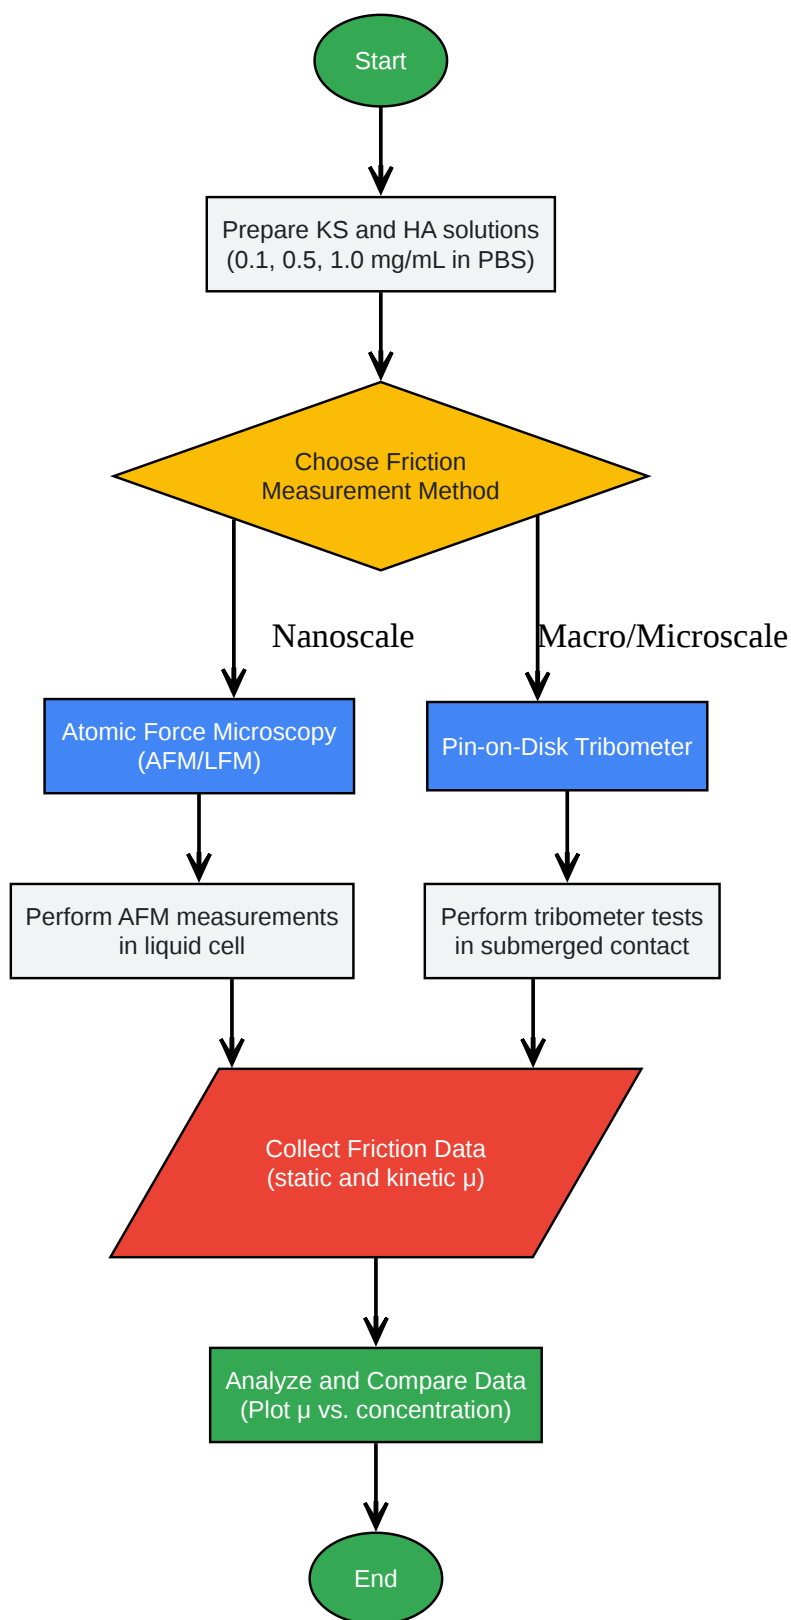 Start
Prepare KS and HA solutions
(0.1, 0.5, 1.0 mg/mL in PBS)
Choose Friction
Measurement Method
Nanoscale
Macro/Microscale
Atomic Force Microscopy
(AFM/LFM)
Pin-on-Disk Tribometer
Perform AFM measurements
in liquid cell
Perform tribometer tests
in submerged contact
Collect Friction Data
(static and kinetic μ)
Analyze and Compare Data
(Plot μ vs. concentration)
End